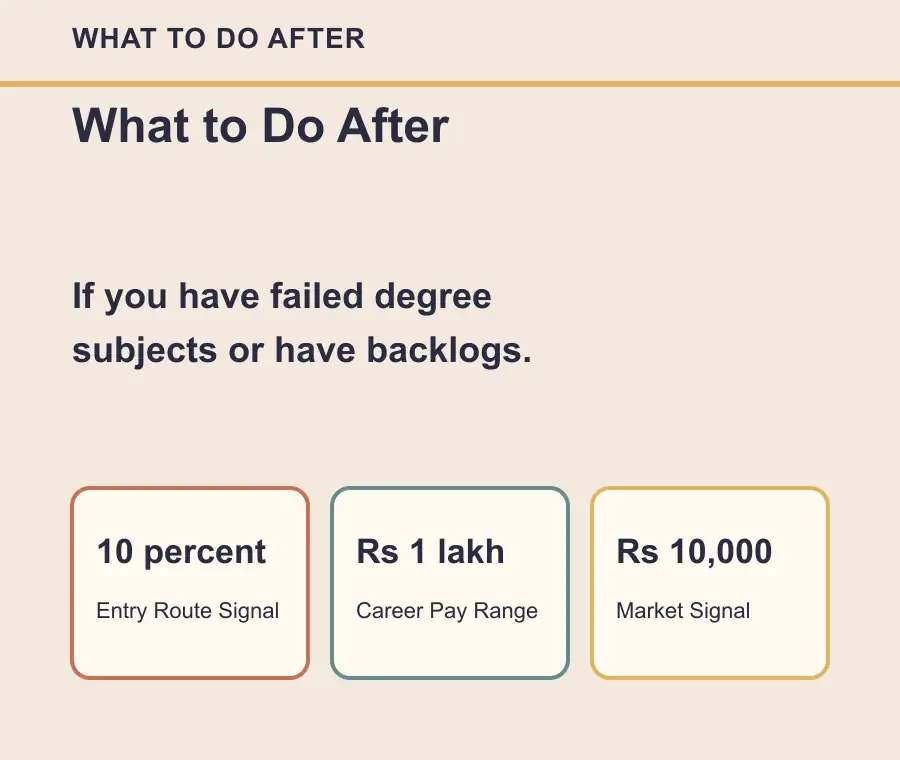 WHAT TO DO AFTER
What to Do After
If you have failed degree
subjects or have backlogs.
10 percent
Entry Route Signal
Rs 1 lakh
Career Pay Range
Rs 10,000
Market Signal